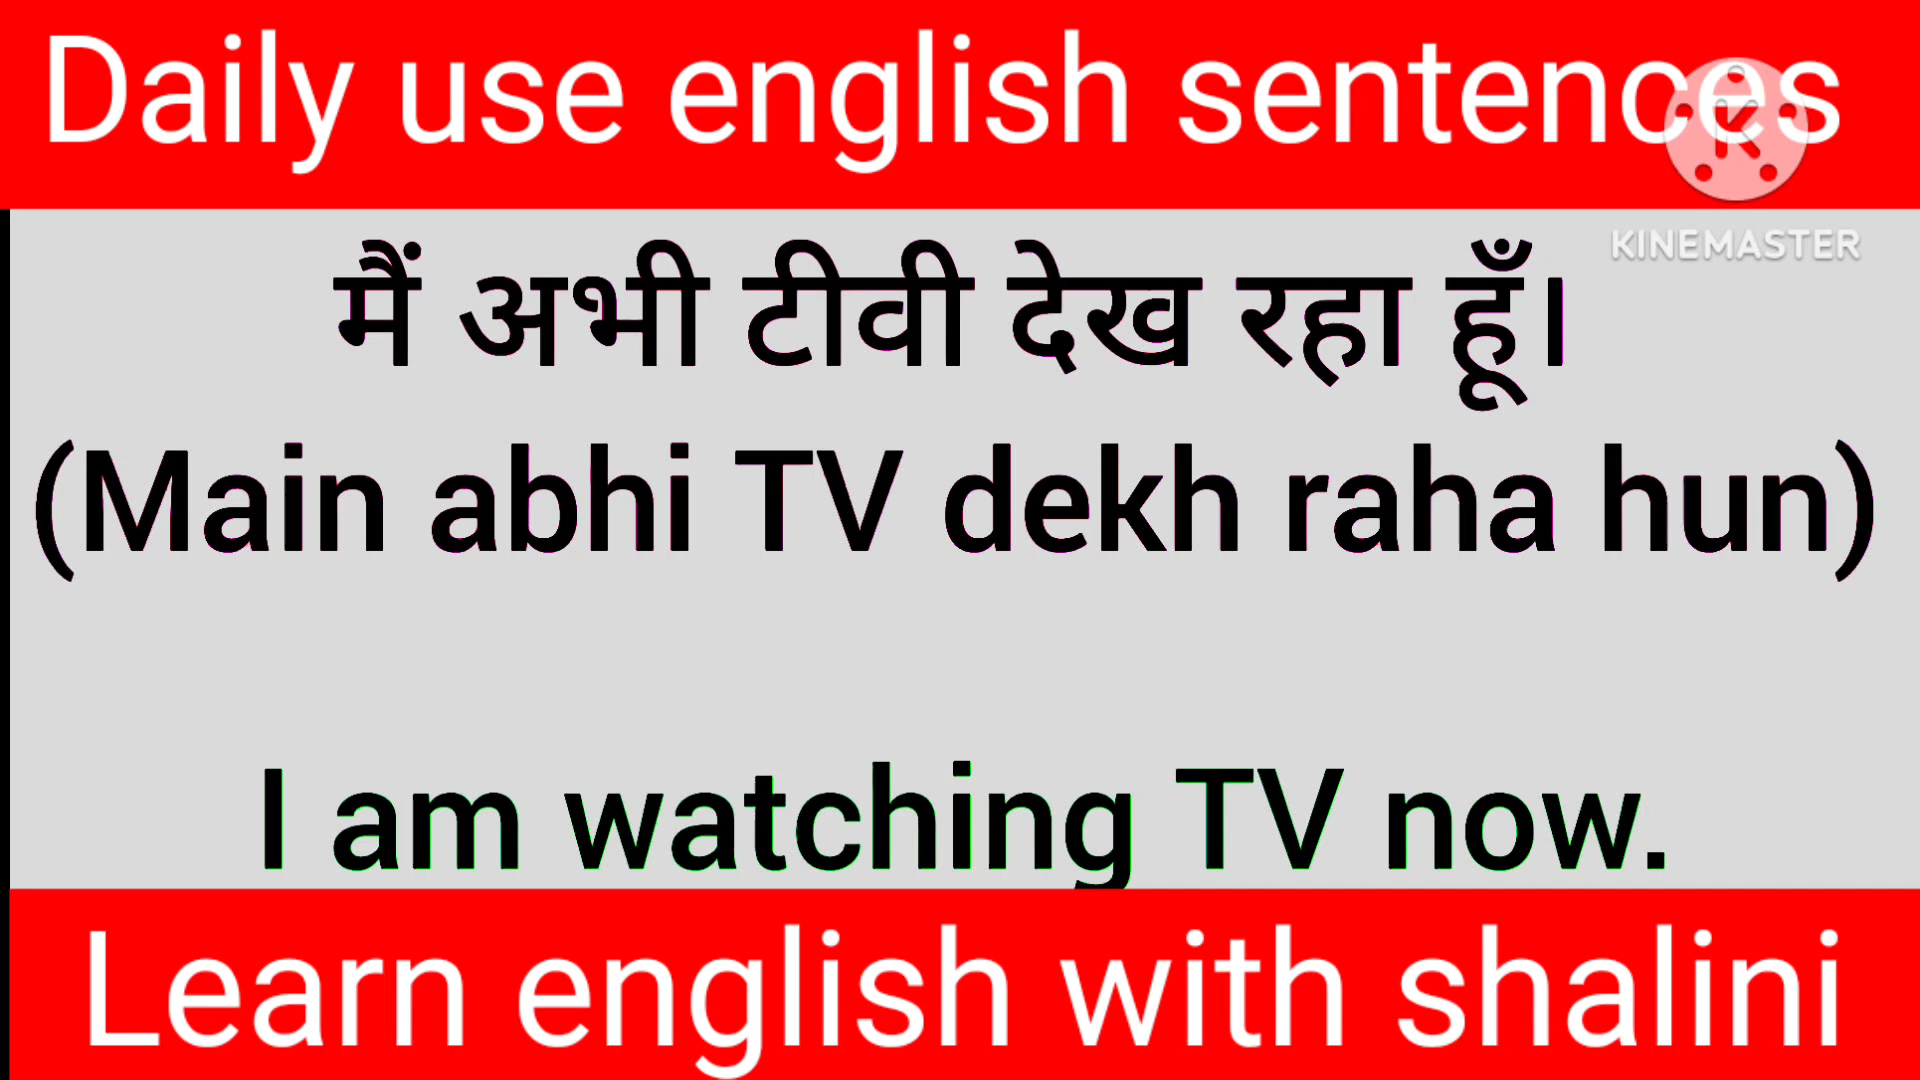 Daily use english sentences
K
KINEMASTER
मैं अभी टीवी देख रहा हूँ।
(Main abhi TV dekh raha hun)
I am watching TV now.
Learn english with shalini